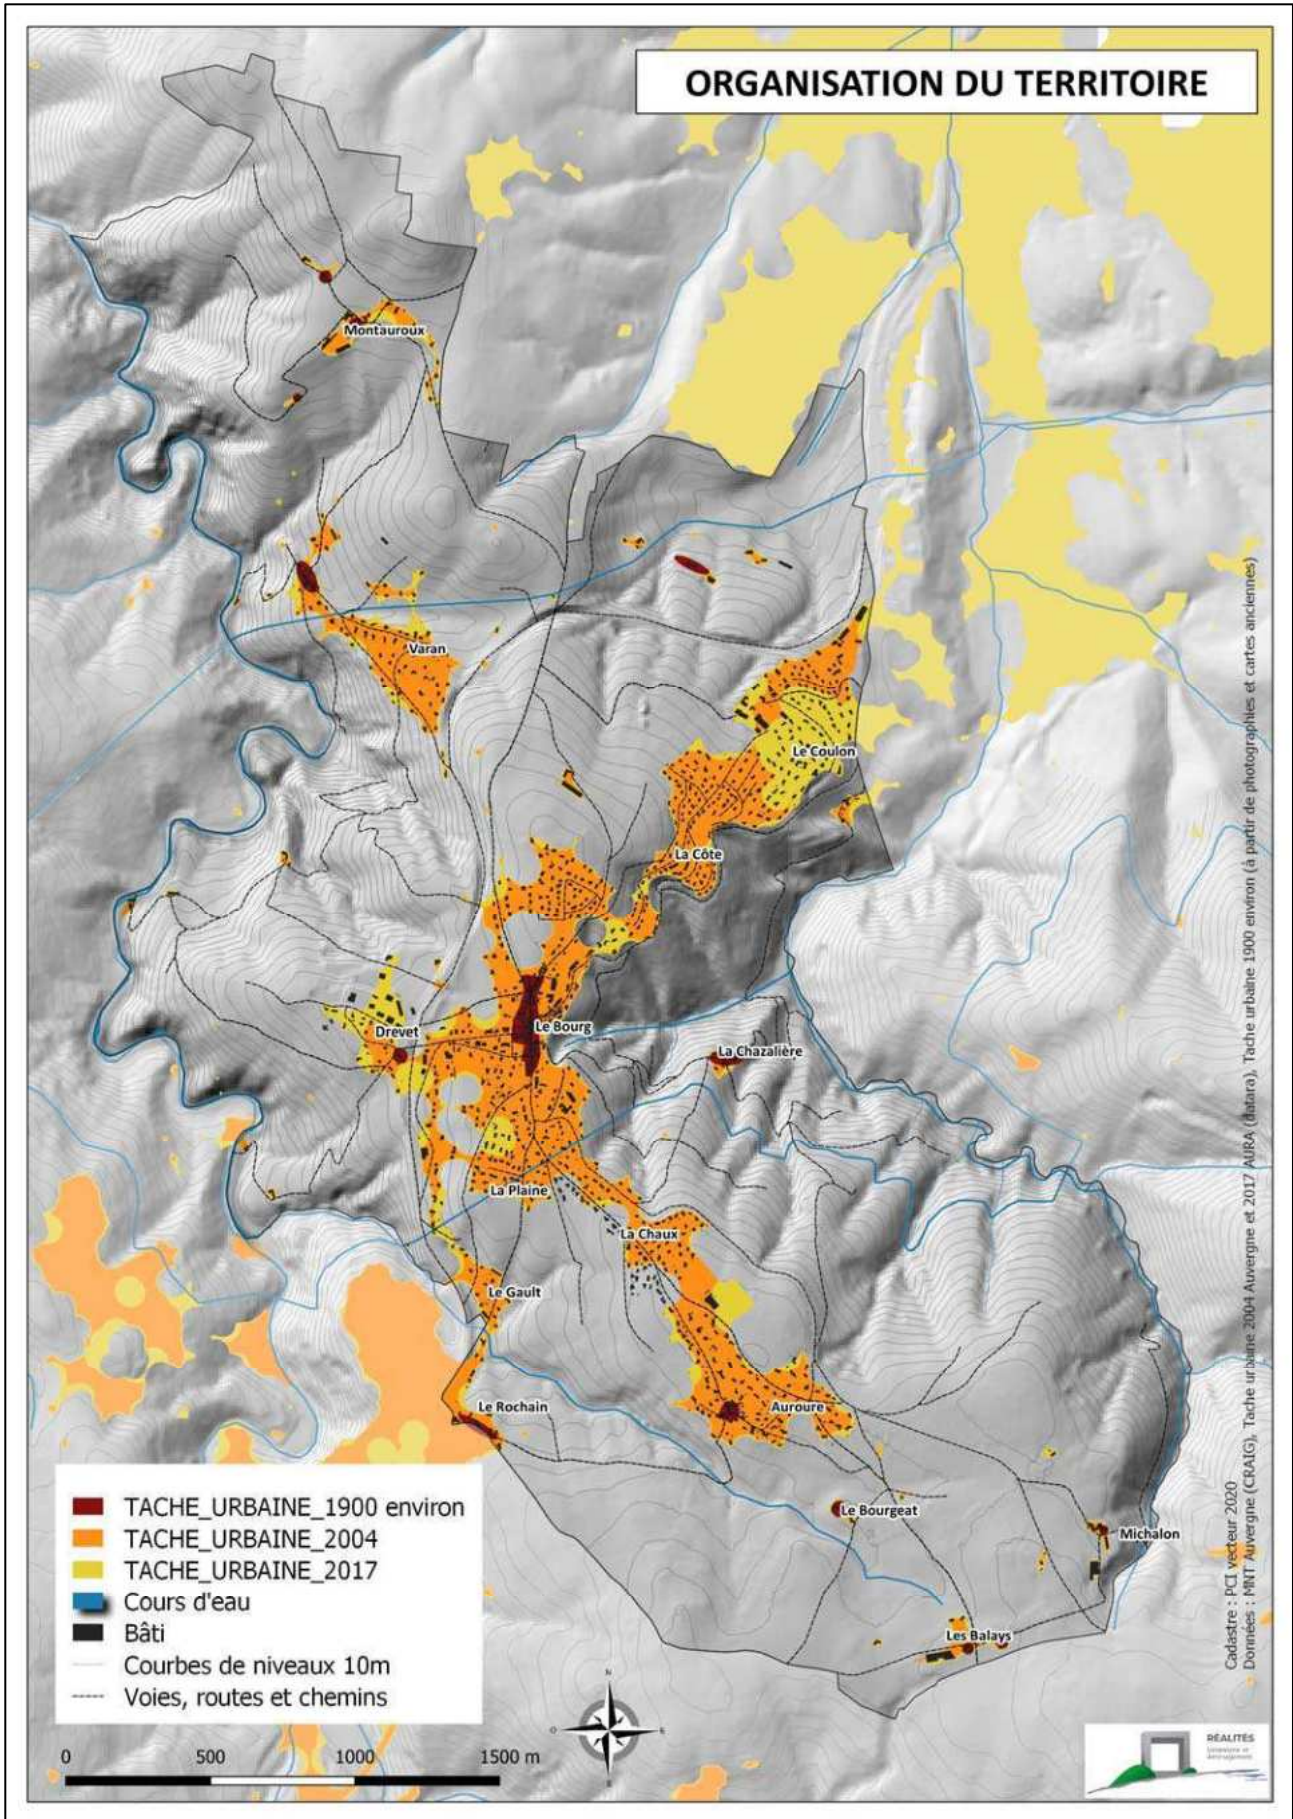 ORGANISATION DU TERRITOIRE
Montauroux
Varan
Le Coulon
La Côte
Le Bourg
Drevet
La Chazalière
La Plaine
La Chaux
Le Gault
Le Rochain
Auroure
Le Bourgeat
Michalon
Les Balays
TACHE_URBAINE_1900 environ
TACHE_URBAINE_2004
TACHE_URBAINE_2017
Cours d'eau
Bâti
Courbes de niveaux 10m
Voies, routes et chemins
0 500 1000 1500 m
N
O E
S
Cadastre : PCI vecteur 2020
Données : MNT Auvergne (CRAIG), Tache urbaine 2004 Auvergne et 2017 AURA (datara), Tache urbaine 1900 environ (à partir de photographies et cartes anciennes)
RÉALITÉS